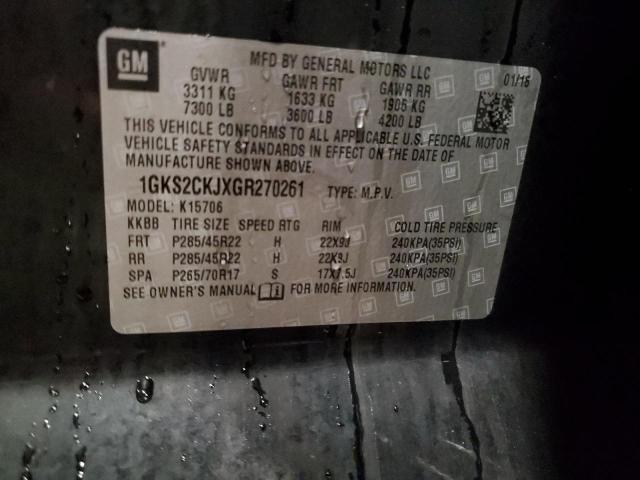 GM
MFD BY GENERAL MOTORS LLC
01/16
GVWR GAWR FRT GAWR RR
3311 KG 1633 KG 1905 KG
7300 LB 3600 LB 4200 LB
THIS VEHICLE CONFORMS TO ALL APPLICABLE U.S. FEDERAL MOTOR
VEHICLE SAFETY STANDARDS IN EFFECT ON THE DATE OF
MANUFACTURE SHOWN ABOVE.
1GKS2CKJXGR270261 TYPE: M.P.V.
MODEL: K15706
KKBB TIRE SIZE SPEED RTG RIM COLD TIRE PRESSURE
FRT P285/45R22 H 22X9J 240KPA(35PSI)
RR P285/45R22 H 22X9J 240KPA(35PSI)
SPA P265/70R17 S 17X7.5J 240KPA(35PSI)
SEE OWNER'S MANUAL FOR MORE INFORMATION.